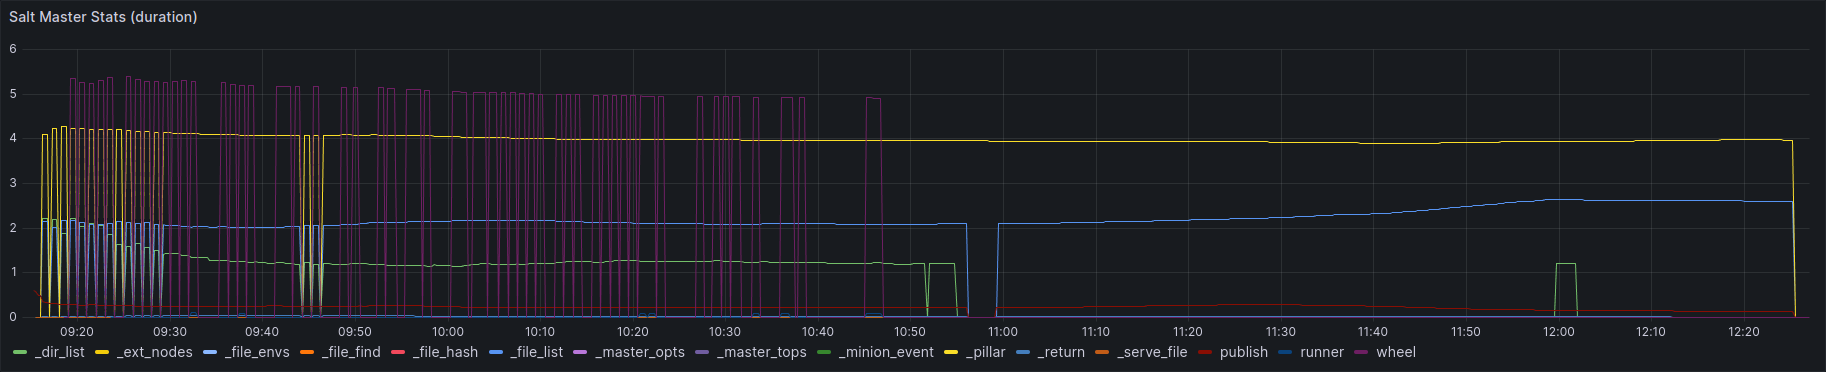 Salt Master Stats (duration)
6
5
4
3
2
1
0
09:20 09:30 09:40 09:50 10:00 10:10 10:20 10:30 10:40 10:50 11:00 11:10 11:20 11:30 11:40 11:50 12:00 12:10 12:20
_dir_list _ext_nodes _file_envs _file_find _file_hash _file_list _master_opts _master_tops _minion_event _pillar _return _serve_file publish runner wheel